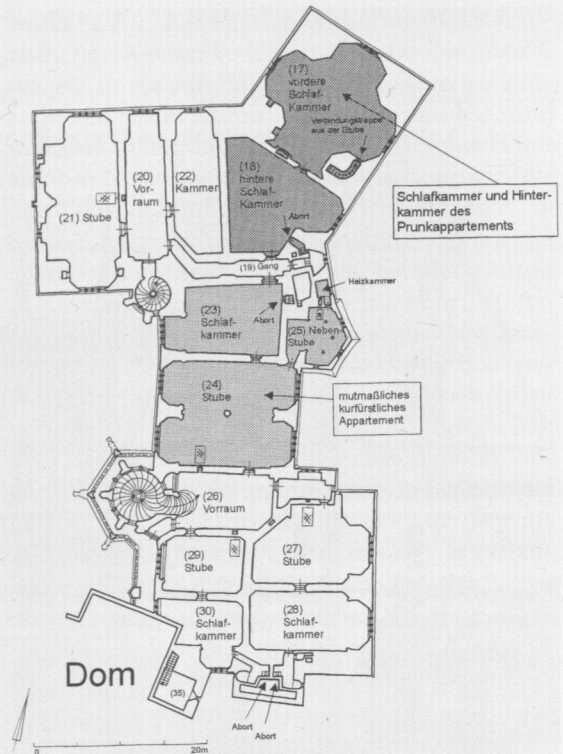 (17)
vordere
Schlaf-
Kammer
Verbindungstreppe
aus der Stube
(18)
hintere
Schlaf-
Kammer
Abort
(20)
Vor-
raum
(22)
Kammer
(21) Stube
Schlafkammer und Hinter-
kammer des
Prunkappartements
(19) Gang
Heizkammer
(23)
Schlaf-
kammer
Abort
(25) Neben-
Stube
(24)
Stube
mutmaßliches
kurfürstliches
Appartement
(26)
Vorraum
(29)
Stube
(27)
Stube
(30)
Schlaf-
kammer
(28)
Schlaf-
kammer
Dom
(35)
Abort
Abort
0
20m